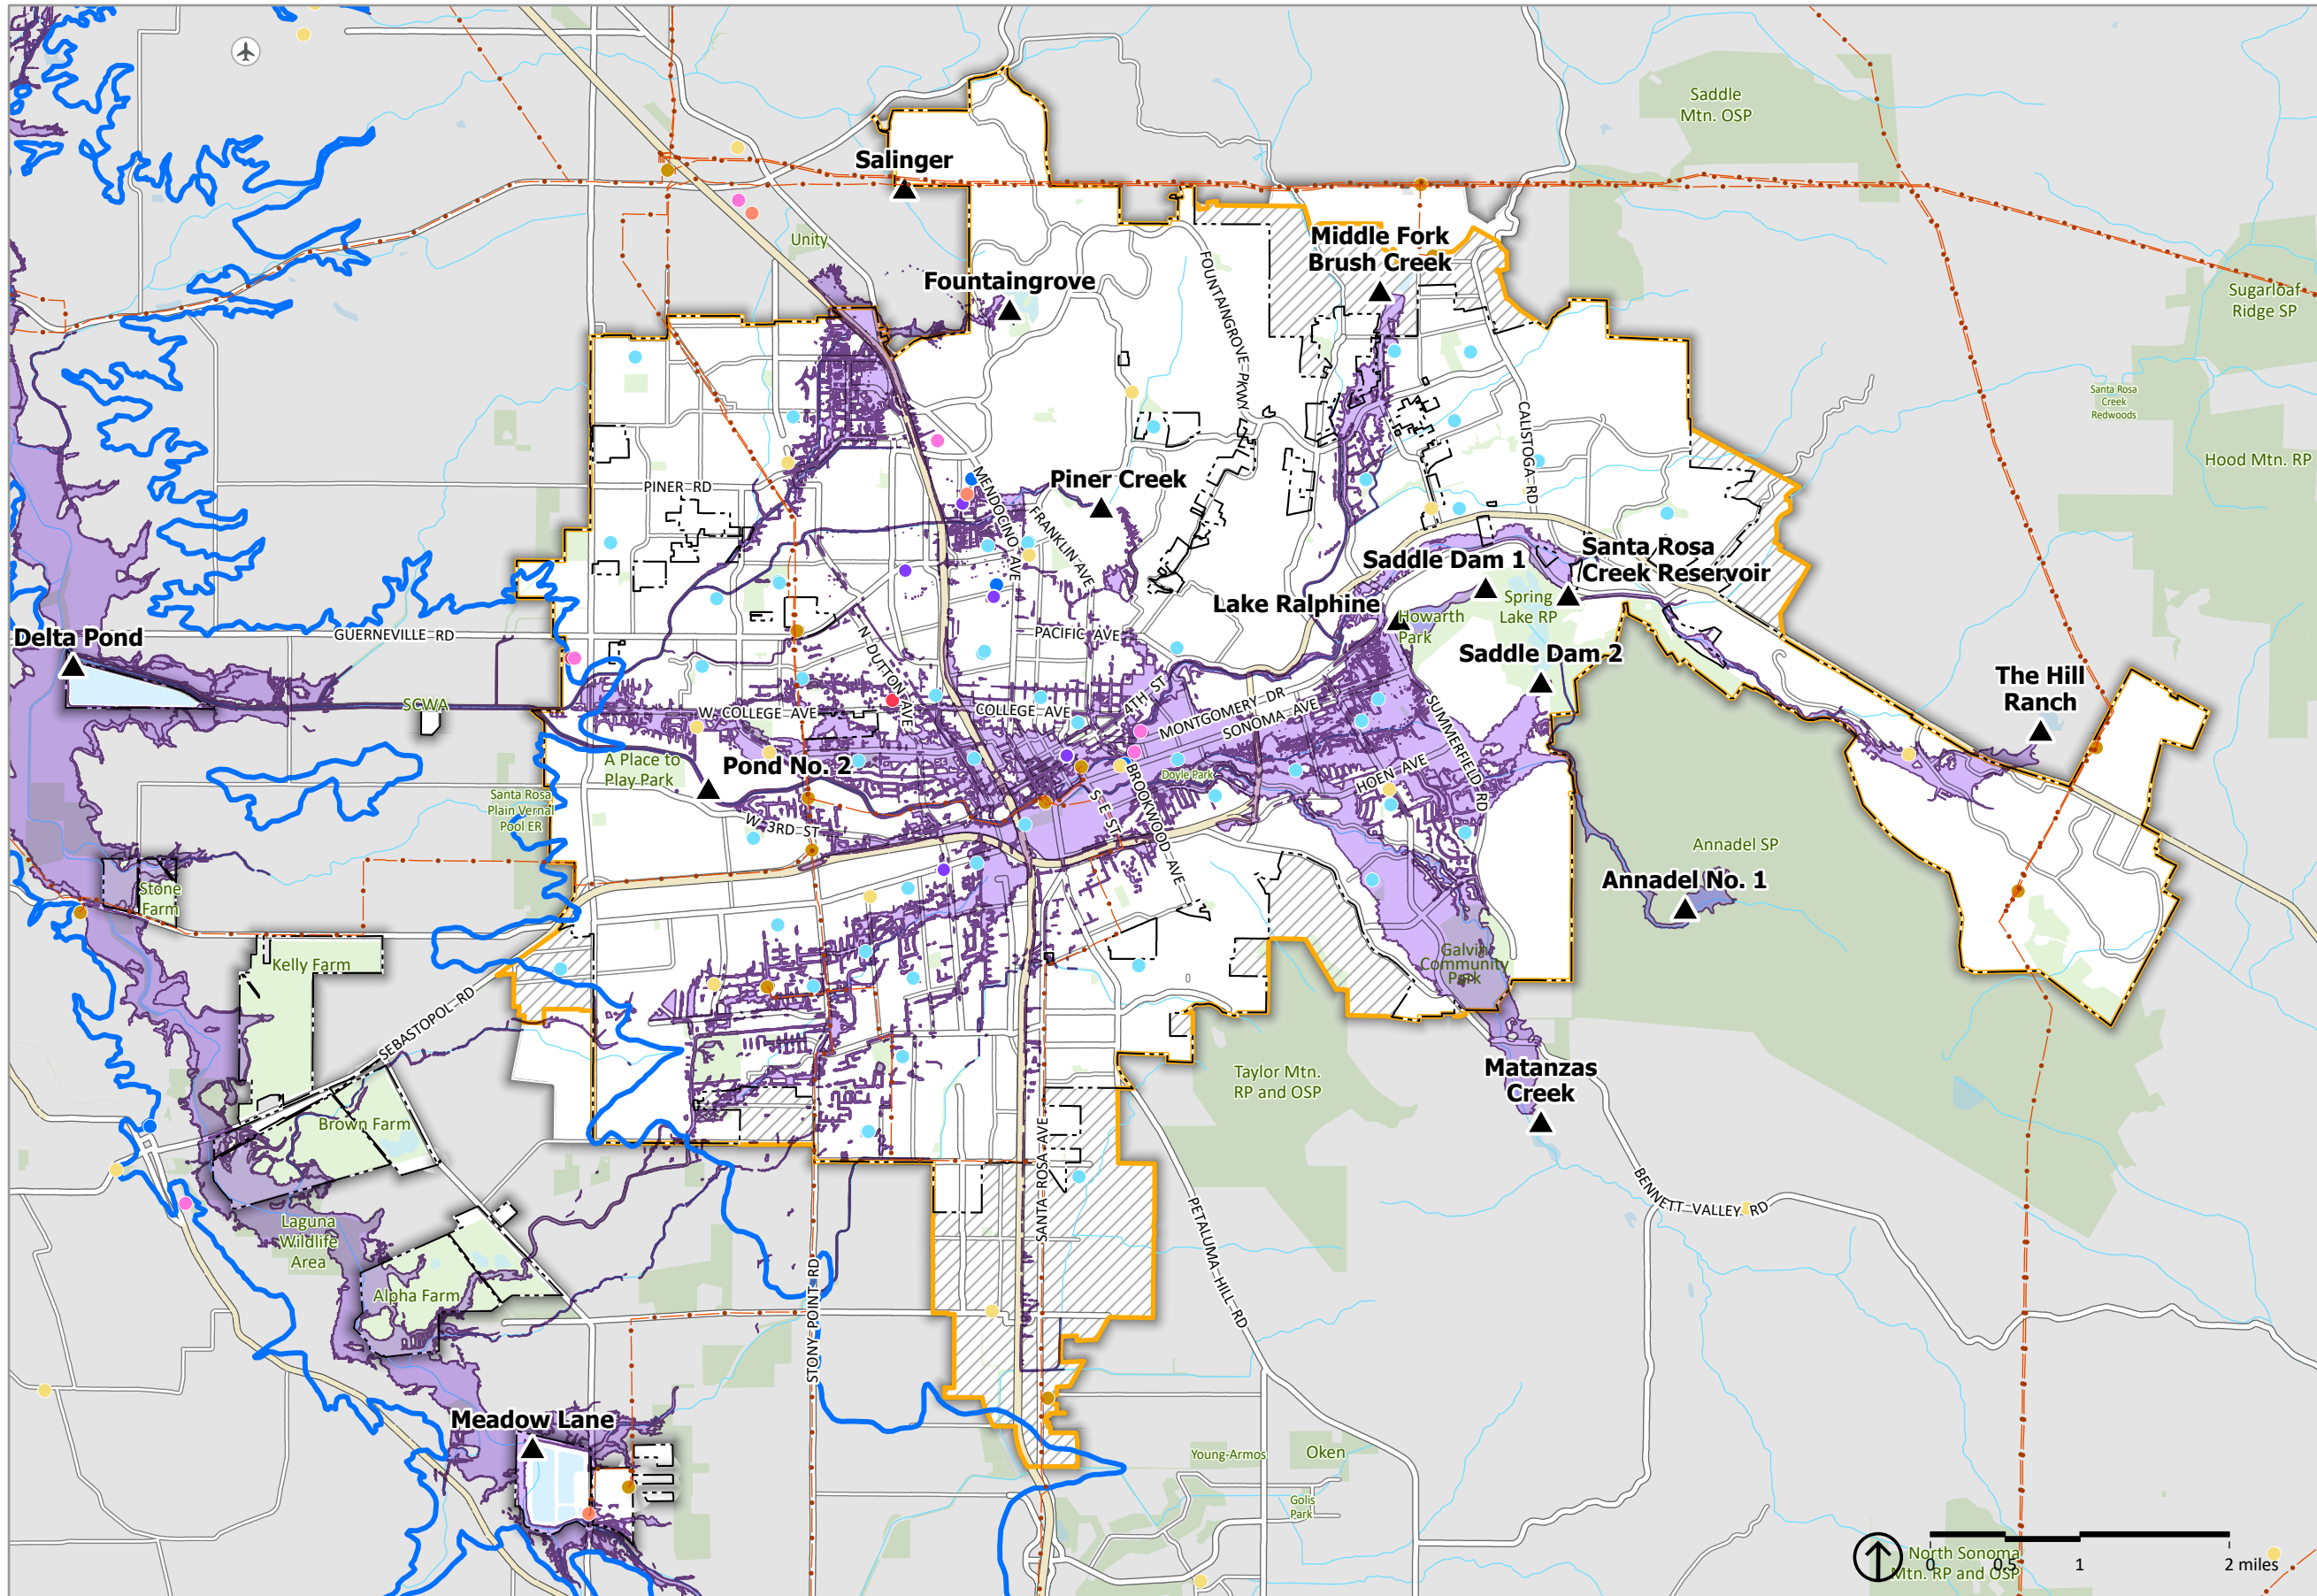 Saddle
Mtn. OSP
Salinger
Unity
Middle Fork
Brush Creek
Fountaingrove
FOUNTAINGROVE PKWY
Sugarloaf
Ridge SP
Santa Rosa
Creek
Redwoods
Hood Mtn. RP
CALISTOGA RD
PINER RD
MENDOCINO AVE
Piner Creek
FRANKLIN AVE
Saddle Dam 1
Santa Rosa
Creek Reservoir
Lake Ralphine
Howarth
Park
Spring
Lake RP
Delta Pond
GUERNEVILLE RD
N DUTTON AVE
PACIFIC AVE
Saddle Dam 2
The Hill
Ranch
SCWA
W. COLLEGE AVE
COLLEGE AVE
4TH ST
MONTGOMERY DR
SONOMA AVE
SUMMERFIELD RD
A Place to
Play Park
Pond No. 2
Doyle Park
HOEN AVE
Santa Rosa
Plain Vernal
Pool ER
W 3RD ST
S E ST
BROOKWOOD AVE
Annadel SP
Annadel No. 1
Stone
Farm
Kelly Farm
Galvin
Community
Park
SEBASTOPOL RD
Brown Farm
Taylor Mtn.
RP and OSP
Matanzas
Creek
SANTA ROSA AVE
BENNETT VALLEY RD
PETALUMA HILL RD
Laguna
Wildlife
Area
Alpha Farm
STONY POINT RD
Meadow Lane
Young-Armos
Oken
Golis
Park
North Sonoma
Mtn. RP and OSP
0 0.5 1 2 miles